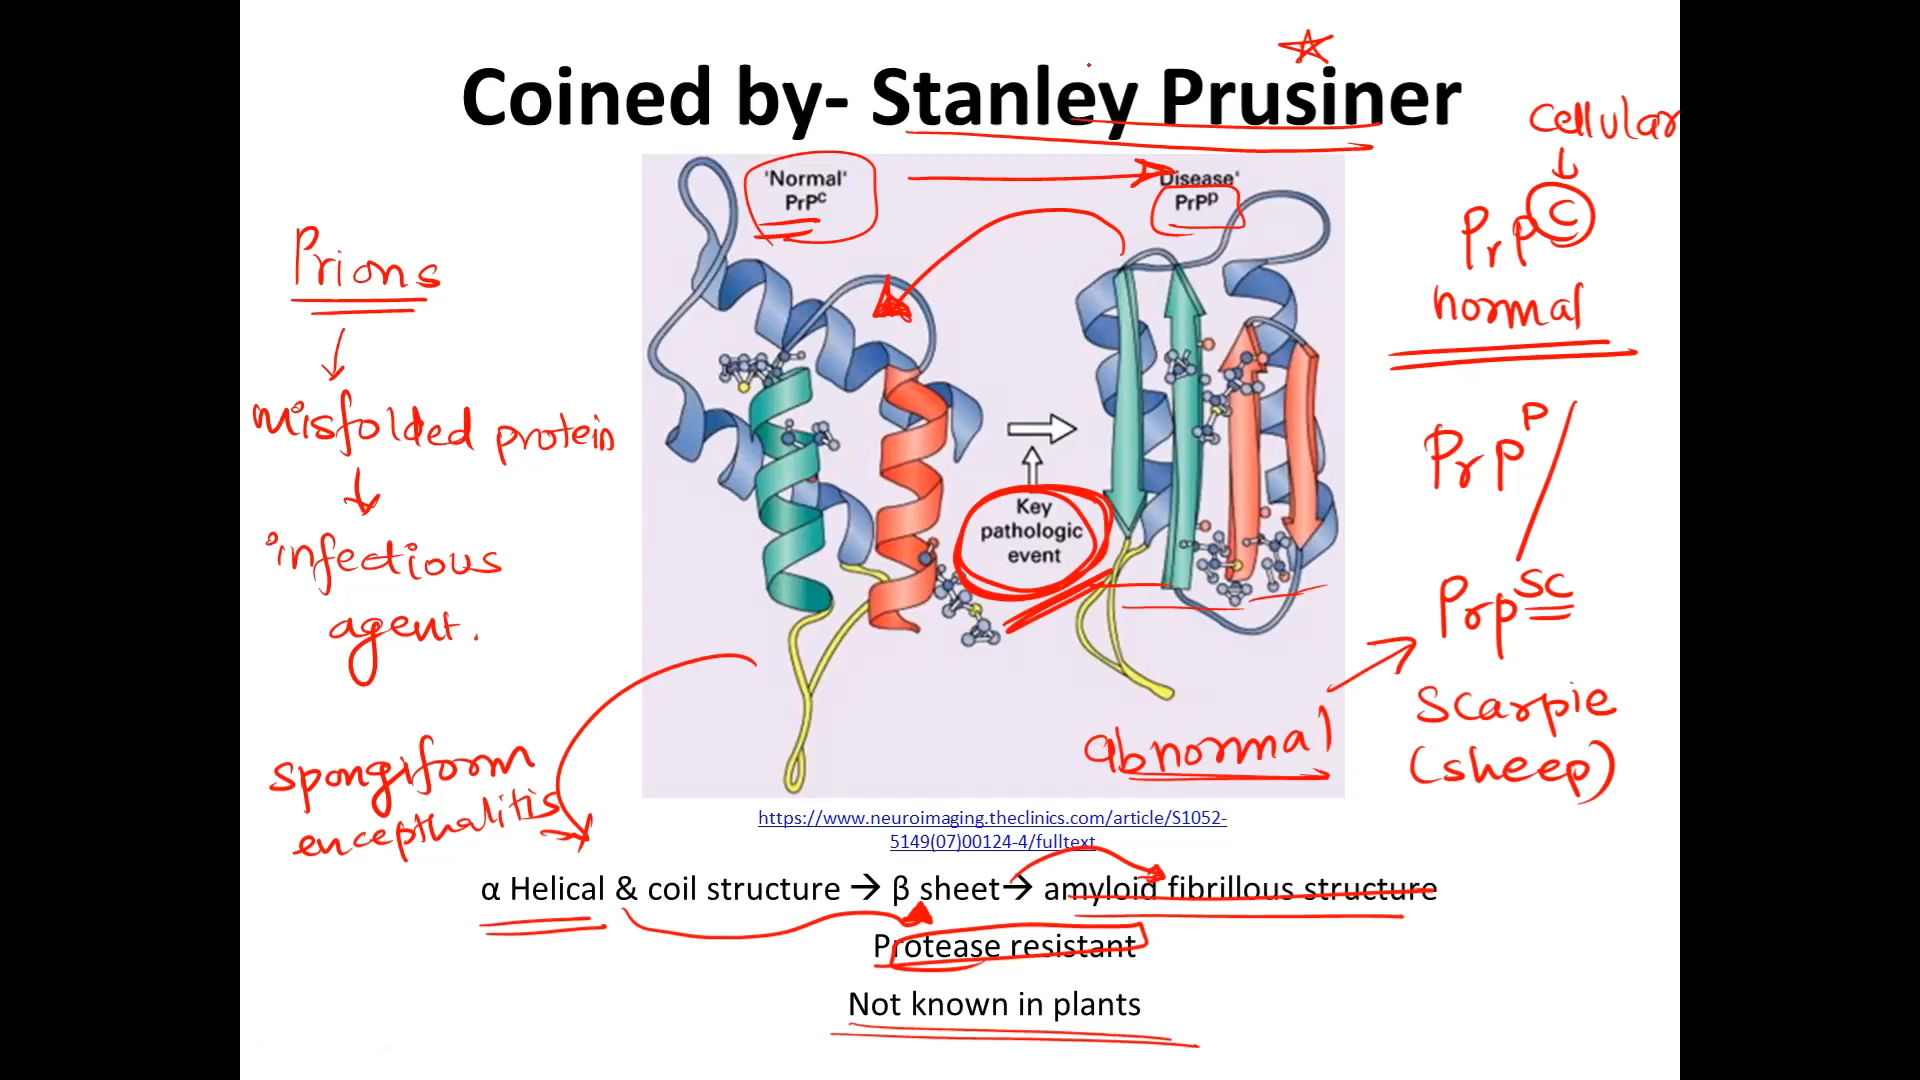 Coined by- Stanley Prusiner
'Normal'
PrPc
Disease'
PrPp
Key
pathologic
event
Prions
misfolded protein
infectious
agent.
spongiform
encepthalitis
cellular
PrPC
normal
PrPP/
PrPSC
scarpie
(sheep)
abnormal
https://www.neuroimaging.theclinics.com/article/S1052-
5149(07)00124-4/fulltext
α Helical & coil structure → β sheet→ amyloid fibrillous structure
Protease resistant
Not known in plants